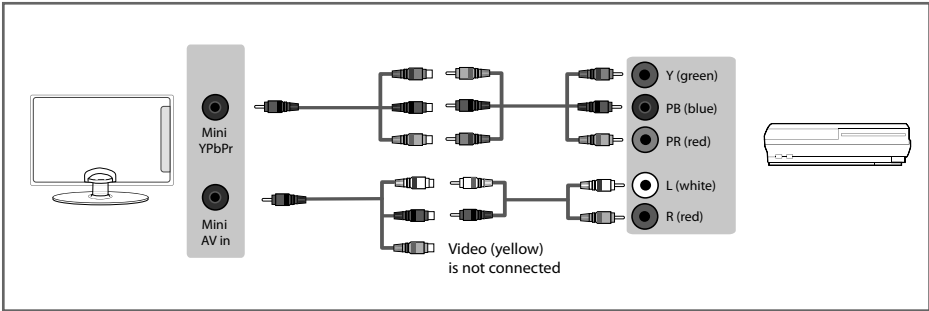 Mini
YPbPr
Mini
AV in
Y (green)
PB (blue)
PR (red)
L (white)
R (red)
Video (yellow)
is not connected